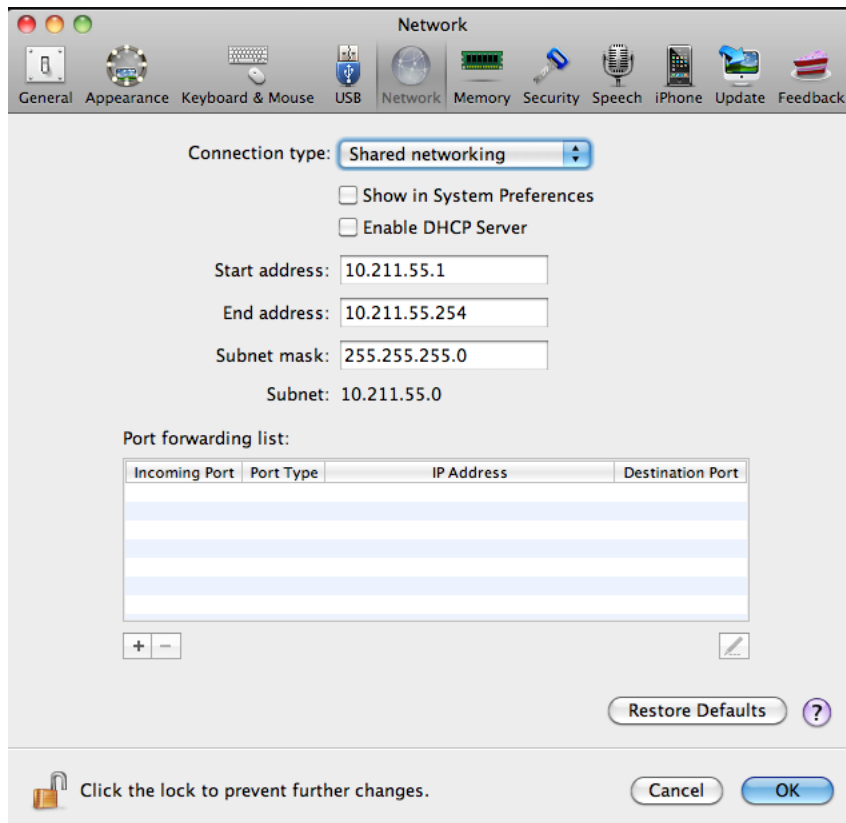 Network
General Appearance Keyboard & Mouse USB Network Memory Security Speech iPhone Update Feedback
Connection type: Shared networking
Show in System Preferences
Enable DHCP Server
Start address: 10.211.55.1
End address: 10.211.55.254
Subnet mask: 255.255.255.0
Subnet: 10.211.55.0
Port forwarding list:
Incoming Port Port Type IP Address Destination Port
+ −
Restore Defaults ?
Click the lock to prevent further changes. Cancel OK